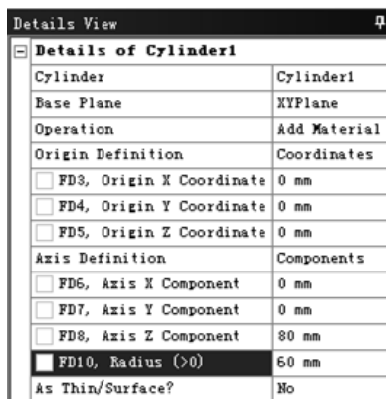 Details View
Details of Cylinder1
Cylinder Cylinder1
Base Plane XYPlane
Operation Add Material
Origin Definition Coordinates
FD3, Origin X Coordinate 0 mm
FD4, Origin Y Coordinate 0 mm
FD5, Origin Z Coordinate 0 mm
Axis Definition Components
FD6, Axis X Component 0 mm
FD7, Axis Y Component 0 mm
FD8, Axis Z Component 80 mm
FD10, Radius (>0) 60 mm
As Thin/Surface? No